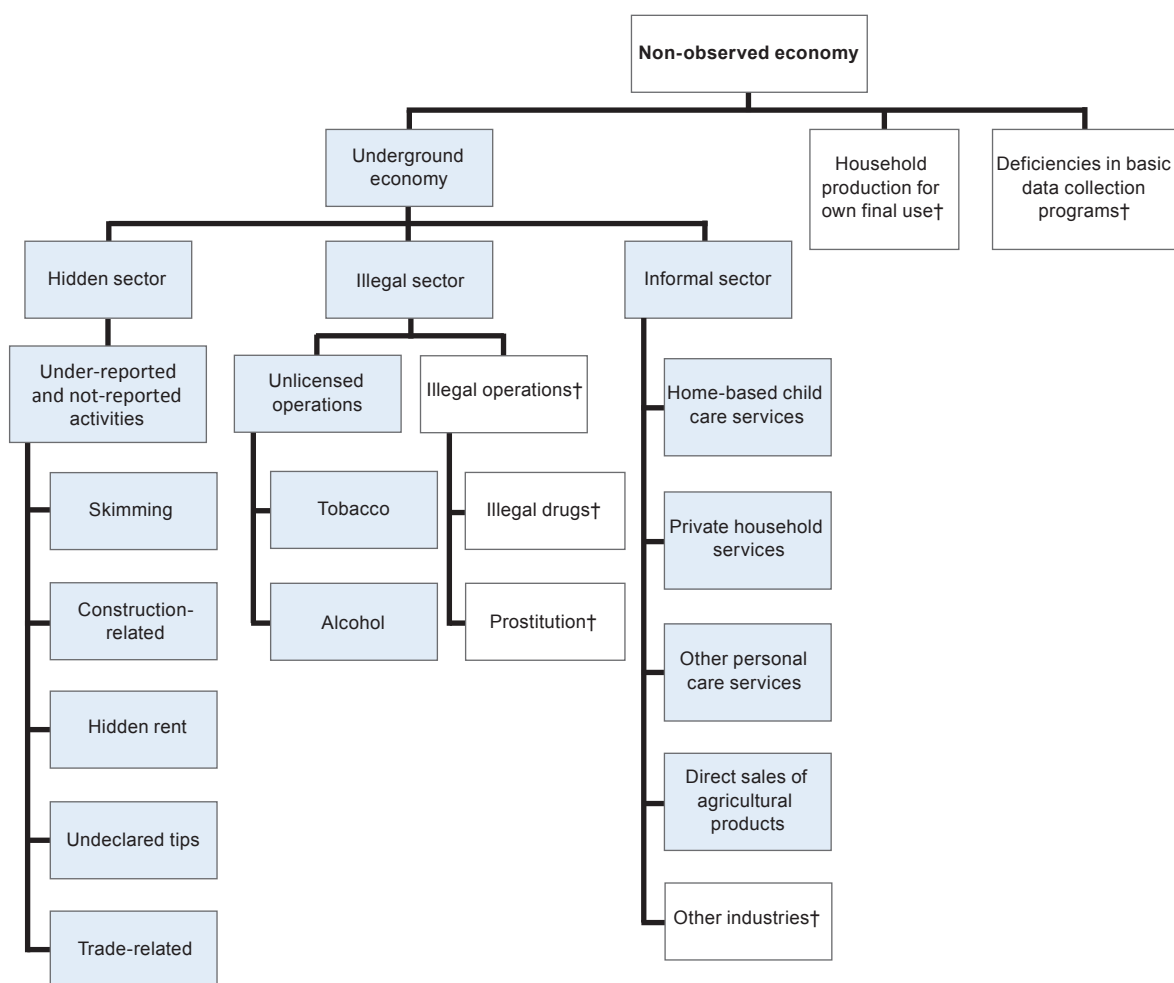 Non-observed economy
Underground
economy
Household
production for
own final use†
Deficiencies in basic
data collection
programs†
Hidden sector
Illegal sector
Informal sector
Under-reported
and not-reported
activities
Unlicensed
operations
Illegal operations†
Home-based child
care services
Skimming
Tobacco
Illegal drugs†
Private household
services
Construction-
related
Alcohol
Prostitution†
Other personal
care services
Hidden rent
Direct sales of
agricultural
products
Undeclared tips
Other industries†
Trade-related